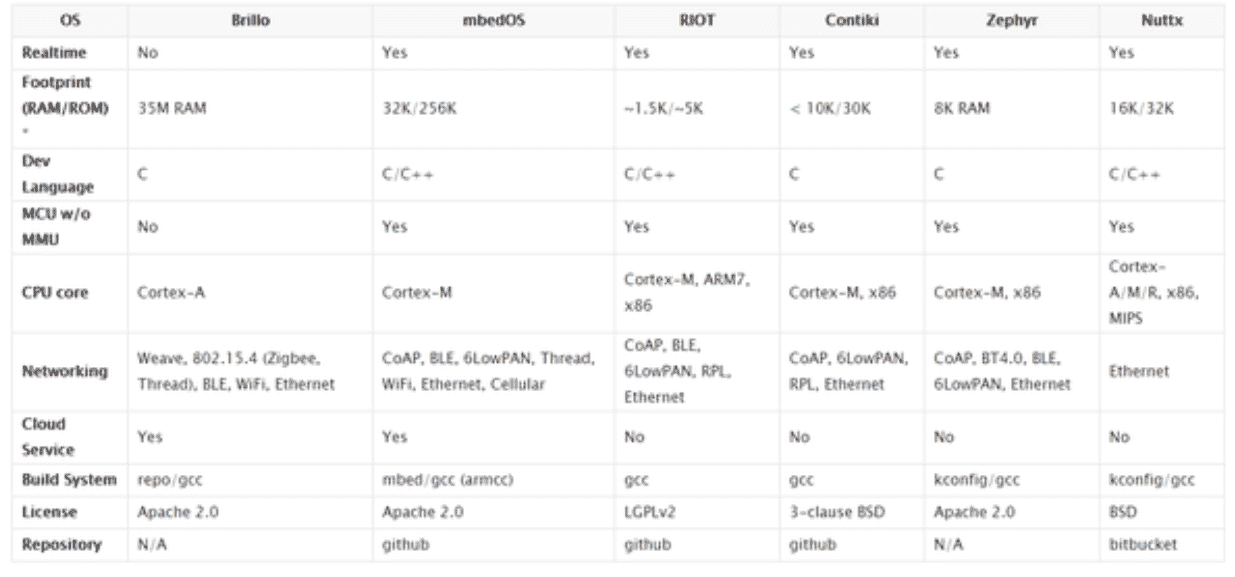 OS Brillo mbedOS RIOT Contiki Zephyr Nuttx
Realtime No Yes Yes Yes Yes Yes
Footprint
(RAM/ROM) 35M RAM 32K/256K ~1.5K/~5K < 10K/30K 8K RAM 16K/32K
*
Dev
Language C C/C++ C/C++ C C C/C++
MCU w/o
MMU No Yes Yes Yes Yes Yes
CPU core Cortex-A Cortex-M Cortex-M, ARM7,
x86 Cortex-M, x86 Cortex-M, x86 Cortex-
A/M/R, x86,
MIPS
Networking Weave, 802.15.4 (Zigbee,
Thread), BLE, WiFi, Ethernet CoAP, BLE, 6LowPAN, Thread,
WiFi, Ethernet, Cellular CoAP, BLE,
6LowPAN, RPL,
Ethernet CoAP, 6LowPAN,
RPL, Ethernet CoAP, BT4.0, BLE,
6LowPAN, Ethernet Ethernet
Cloud
Service Yes Yes No No No No
Build System repo/gcc mbed/gcc (armcc) gcc gcc kconfig/gcc kconfig/gcc
License Apache 2.0 Apache 2.0 LGPLv2 3-clause BSD Apache 2.0 BSD
Repository N/A github github github N/A bitbucket